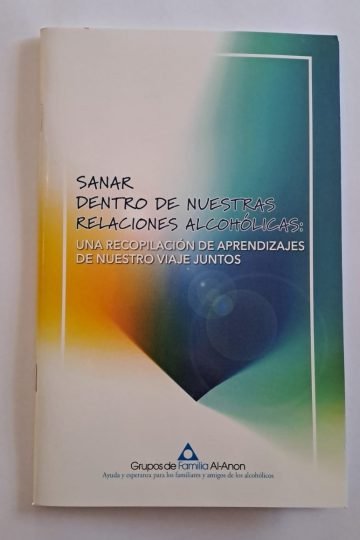 SANAR
DENTRO DE NUESTRAS
RELACIONES ALCOHÓLICAS:
UNA RECOPILACIÓN DE APRENDIZAJES
DE NUESTRO VIAJE JUNTOS
Grupos de Familia Al-Anon
Ayuda y esperanza para los familiares y amigos de los alcohólicos